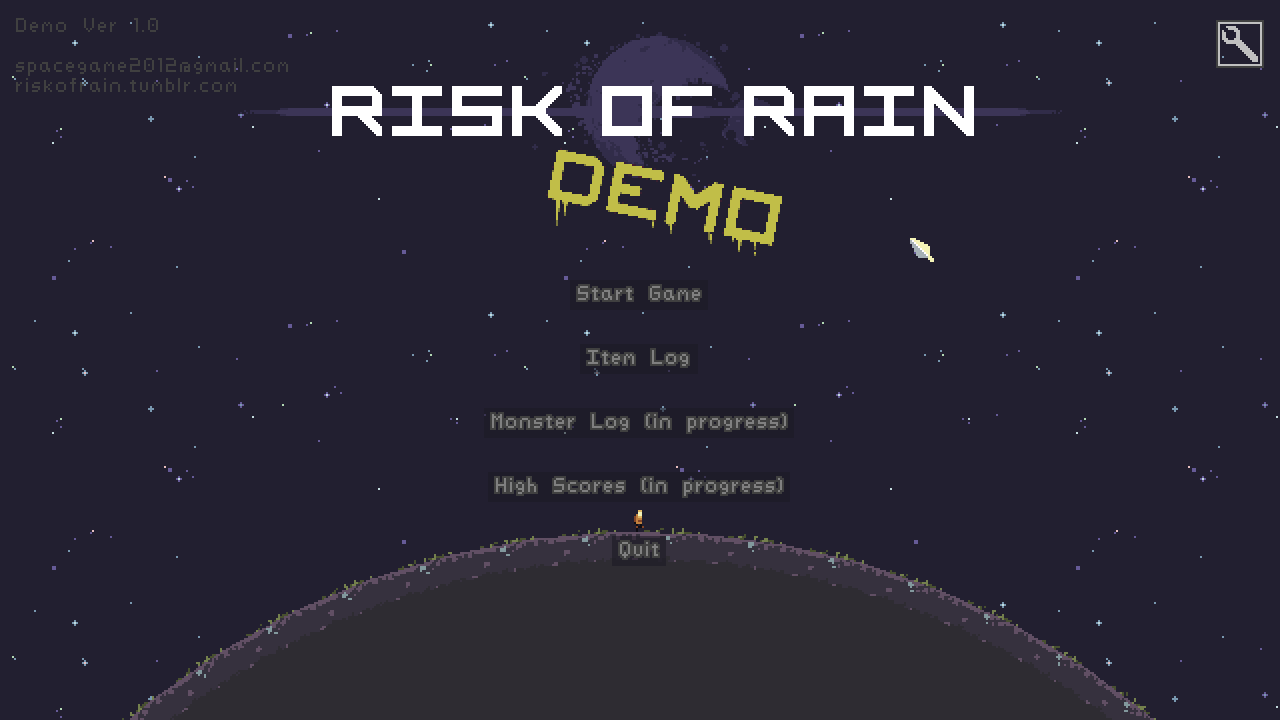 Demo Ver 1.0
spacegame2012@gmail.com
riskofrain.tumblr.com
RISK OF RAIN
DEMO
Start Game
Item Log
Monster Log (in progress)
High Scores (in progress)
Quit